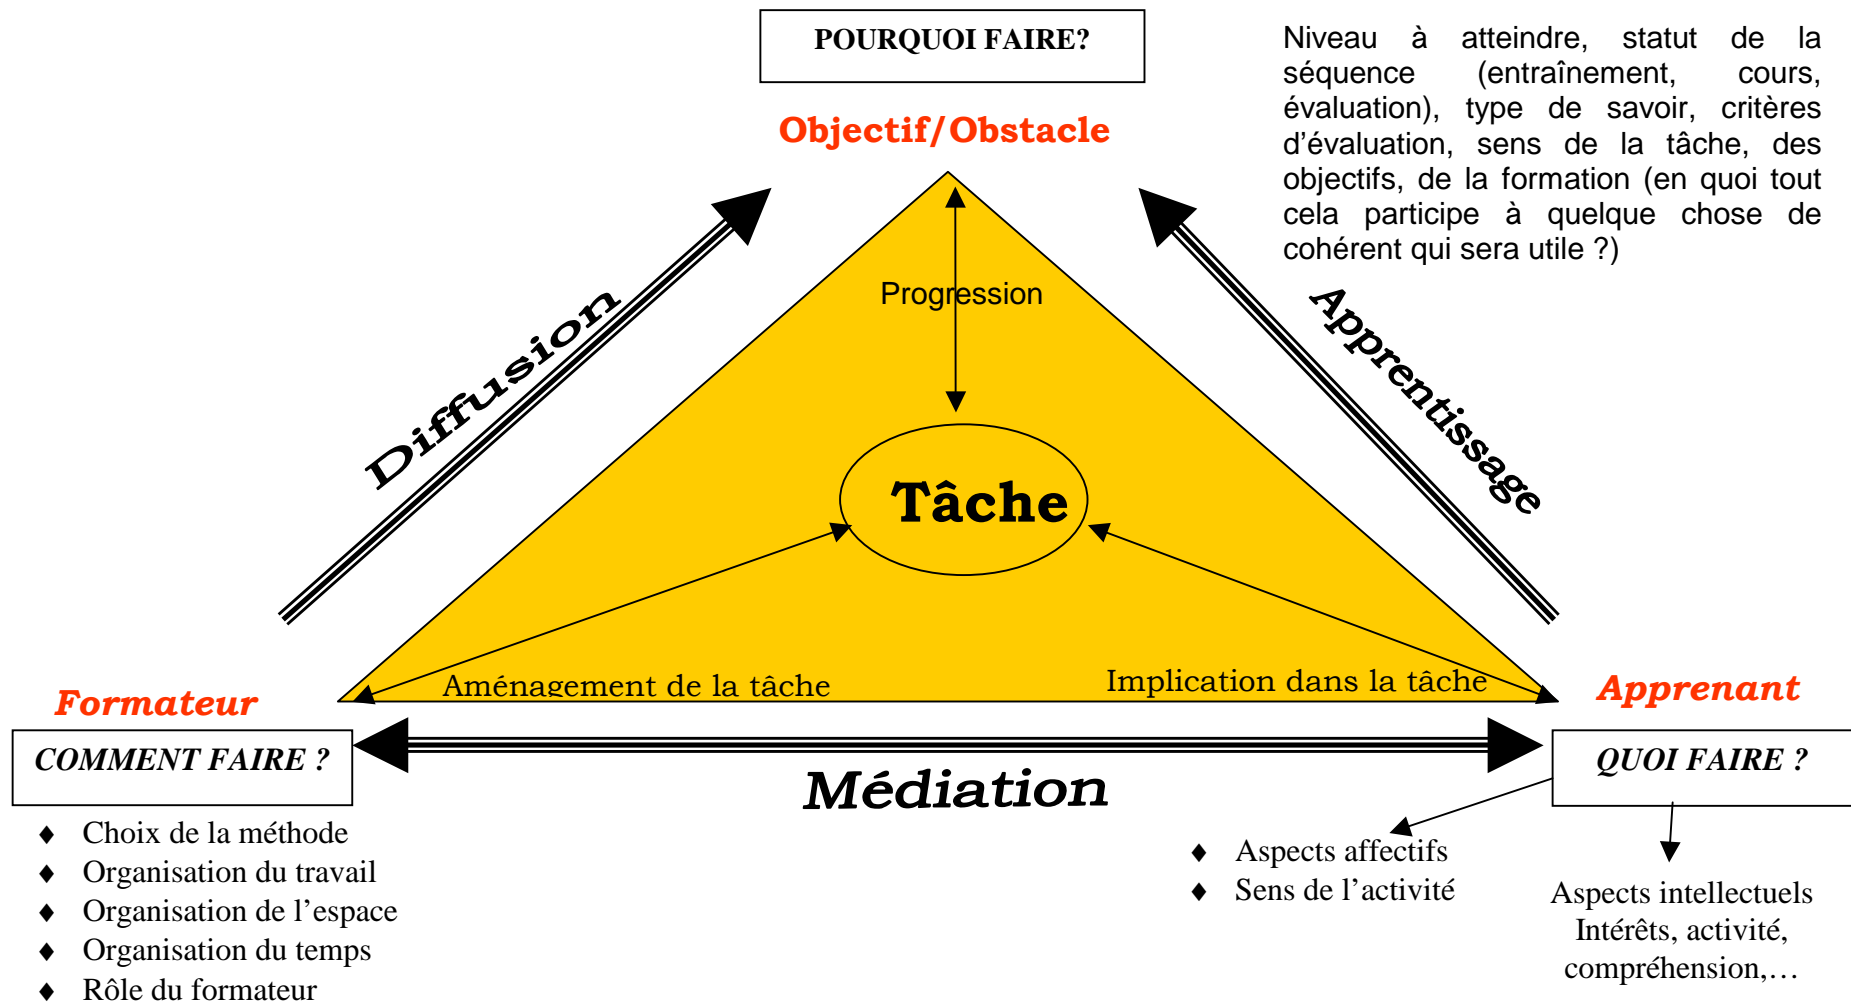 POURQUOI FAIRE?
Niveau à atteindre, statut de la
séquence (entraînement, cours,
évaluation), type de savoir, critères
d'évaluation, sens de la tâche, des
objectifs, de la formation (en quoi tout
cela participe à quelque chose de
cohérent qui sera utile ?)
Objectif/Obstacle
Diffusion
Progression
Apprentissage
Tâche
Aménagement de la tâche
Implication dans la tâche
Formateur
Apprenant
COMMENT FAIRE ?
Médiation
QUOI FAIRE ?
♦ Choix de la méthode
♦ Organisation du travail
♦ Organisation de l'espace
♦ Organisation du temps
♦ Rôle du formateur
♦ Aspects affectifs
♦ Sens de l'activité
Aspects intellectuels
Intérêts, activité,
compréhension,…